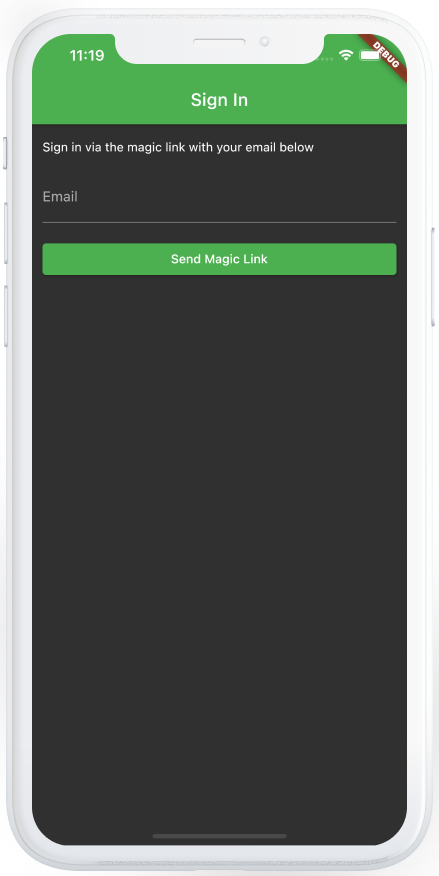 11:19
DEBUG
Sign In
Sign in via the magic link with your email below
Email
Send Magic Link